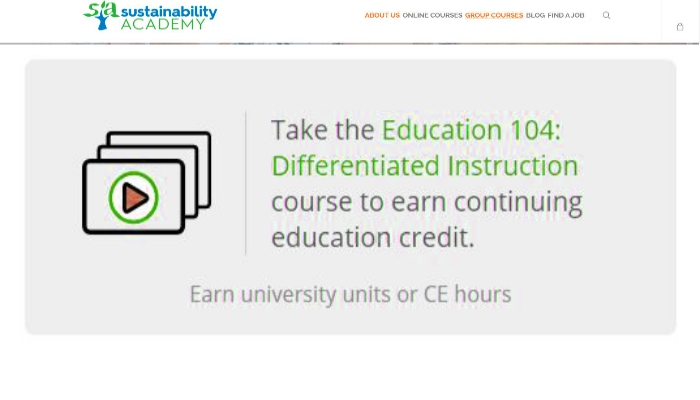 sustainability
ACADEMY
ABOUT US ONLINE COURSES GROUP COURSES BLOG FIND A JOB
Take the Education 104:
Differentiated Instruction
course to earn continuing
education credit.
Earn university units or CE hours